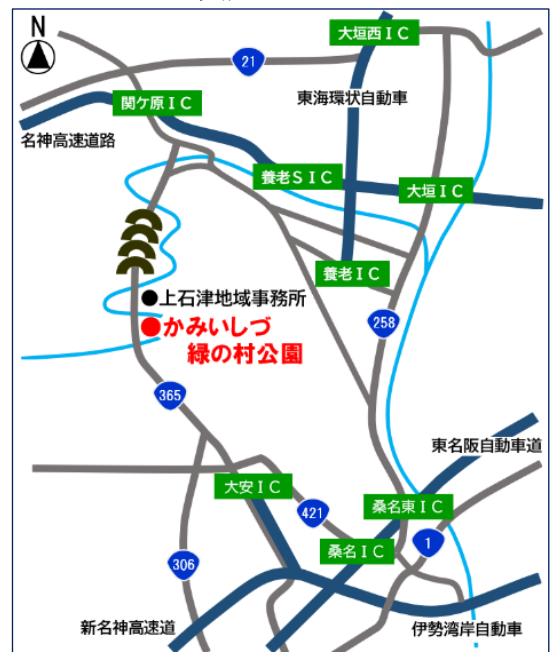 N
大垣西IC
21
関ケ原IC
東海環状自動車
名神高速道路
養老SIC
大垣IC
養老IC
上石津地域事務所
かみいしづ
緑の村公園
258
365
東名阪自動車道
大安IC
421
桑名東IC
桑名IC
1
306
新名神高速道
伊勢湾岸自動車